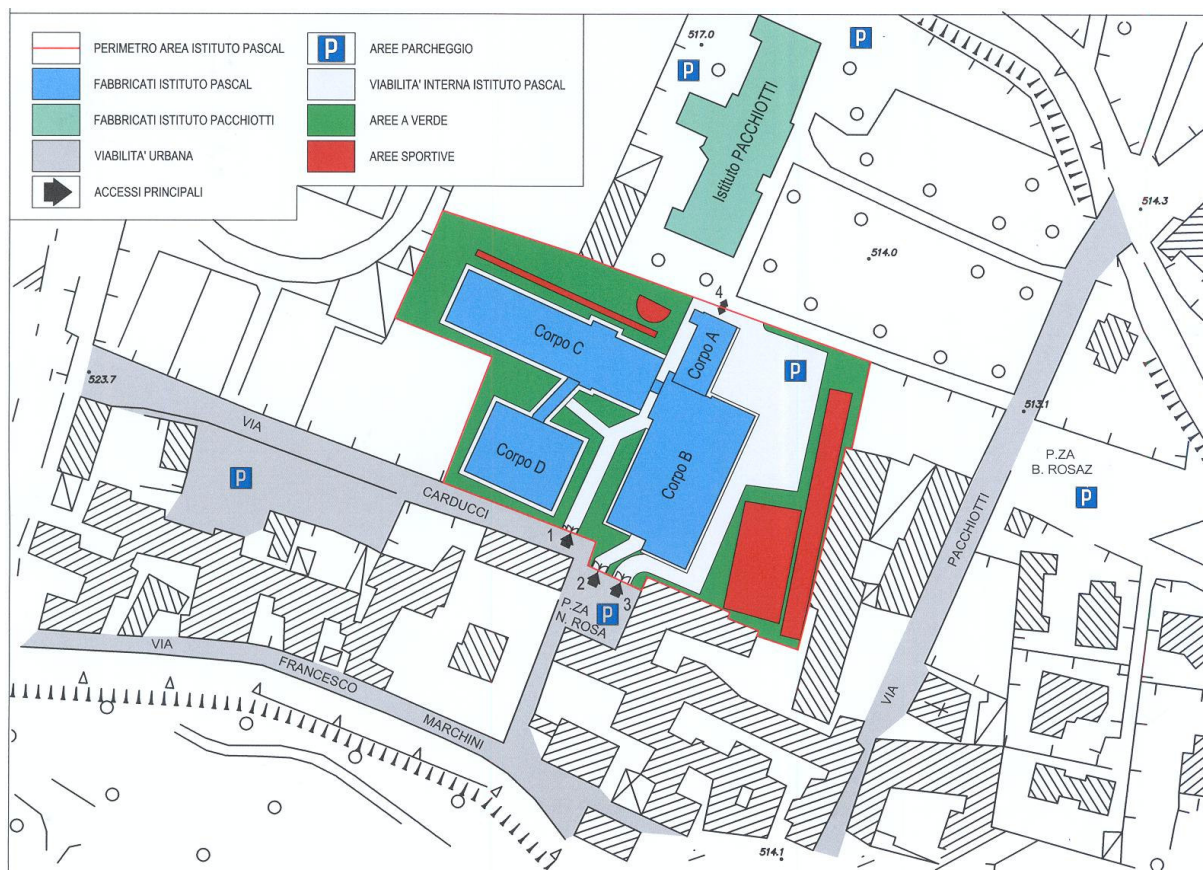 PERIMETRO AREA ISTITUTO PASCAL
FABBRICATI ISTITUTO PASCAL
FABBRICATI ISTITUTO PACCHIOTTI
VIABILITA' URBANA
ACCESSI PRINCIPALI
P AREE PARCHEGGIO
VIABILITA' INTERNA ISTITUTO PASCAL
AREE A VERDE
AREE SPORTIVE
517.0
P
P
Istituto PACCHIOTTI
514.3
514.0
4
Corpo C
Corpo A
P
523.7
513.1
VIA
CARDUCCI
Corpo D
Corpo B
P.ZA
B. ROSAZ
P
P
PACCHIOTTI
VIA
1
2
3
P.ZA
N. ROSA
P
VIA
FRANCESCO
MARCHINI
514.1